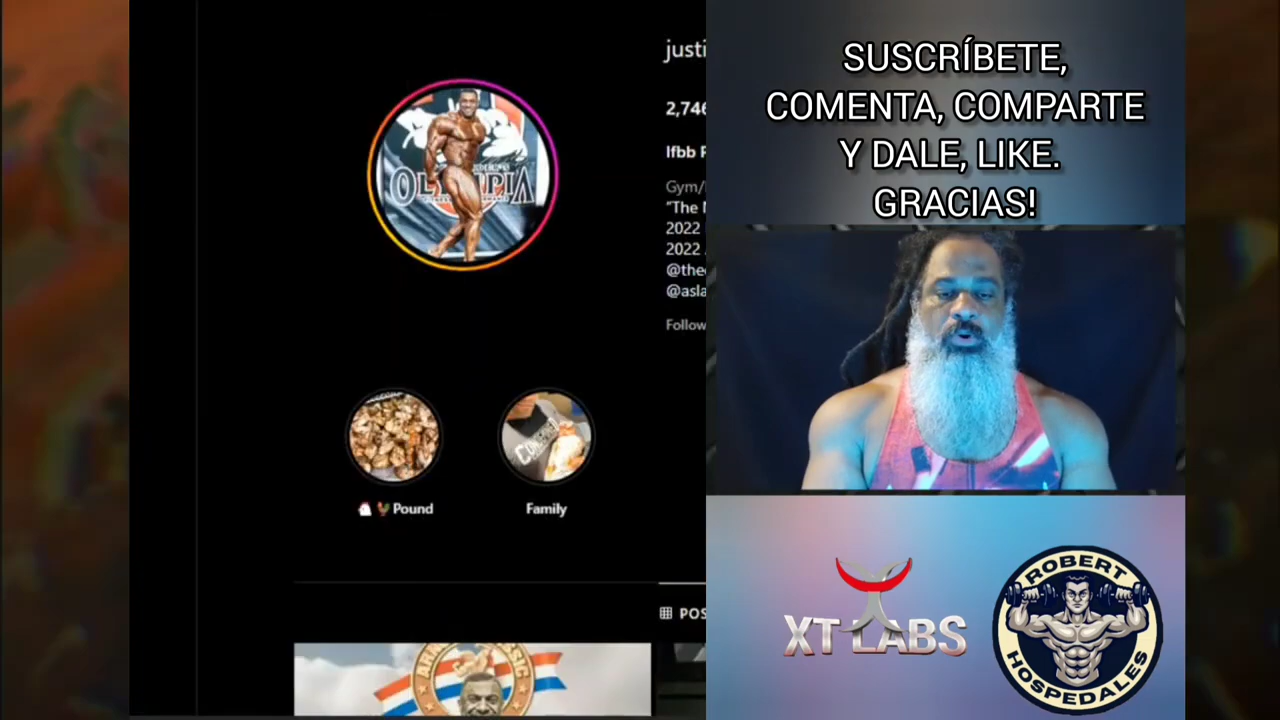 justi
2,746
Ifbb P
Gym/
"The M
2022
2022
@the
@asla
Follow
OLYMPIA
Pound
Family
POS
SUSCRÍBETE,
COMENTA, COMPARTE
Y DALE, LIKE.
GRACIAS!
XT LABS
ROBERT
HOSPEDALES